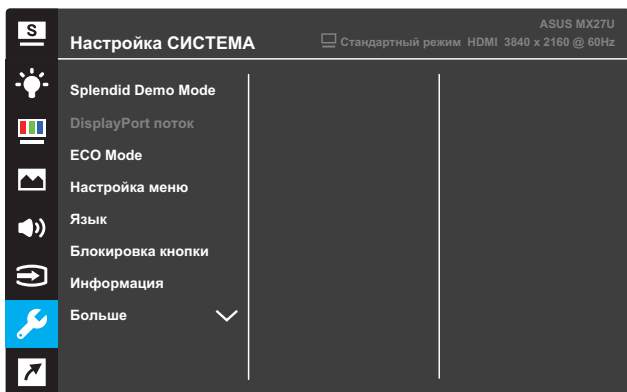 S
ASUS MX27U
Настройка СИСТЕМА
Стандартный режим HDMI 3840 x 2160 @ 60Hz
Splendid Demo Mode
DisplayPort поток
ECO Mode
Настройка меню
Язык
Блокировка кнопки
Информация
Больше